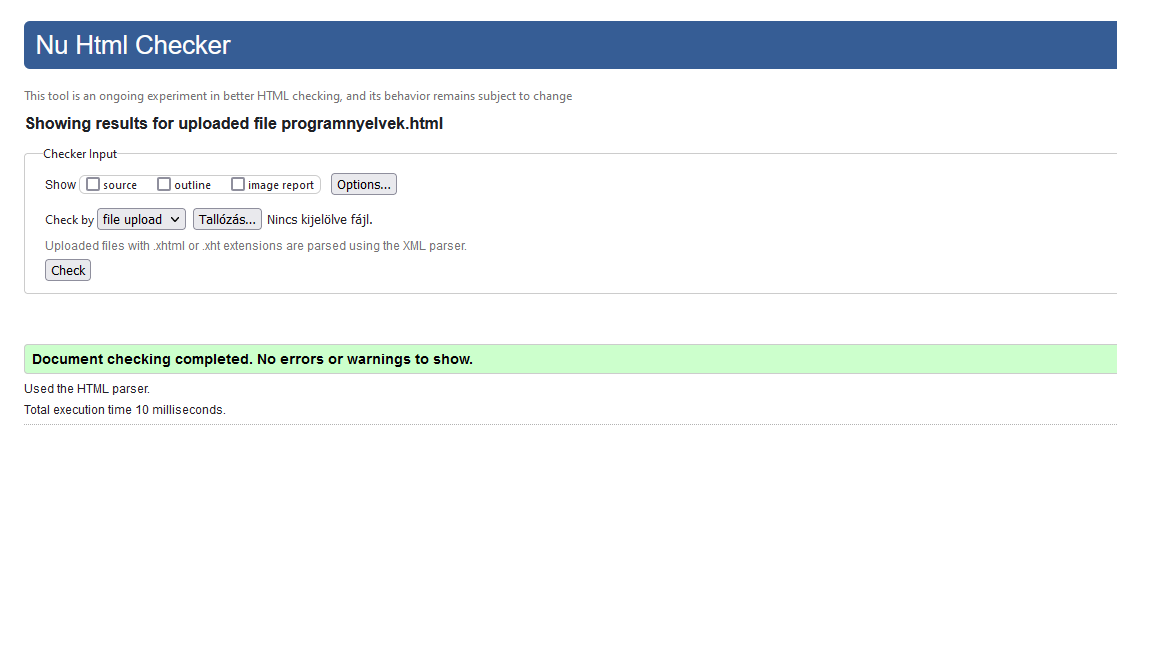 Nu Html Checker
This tool is an ongoing experiment in better HTML checking, and its behavior remains subject to change
Showing results for uploaded file programnyelvek.html
Checker Input
Show source outline image report Options...
Check by file upload Tallózás... Nincs kijelölve fájl.
Uploaded files with .xhtml or .xht extensions are parsed using the XML parser.
Check
Document checking completed. No errors or warnings to show.
Used the HTML parser.
Total execution time 10 milliseconds.